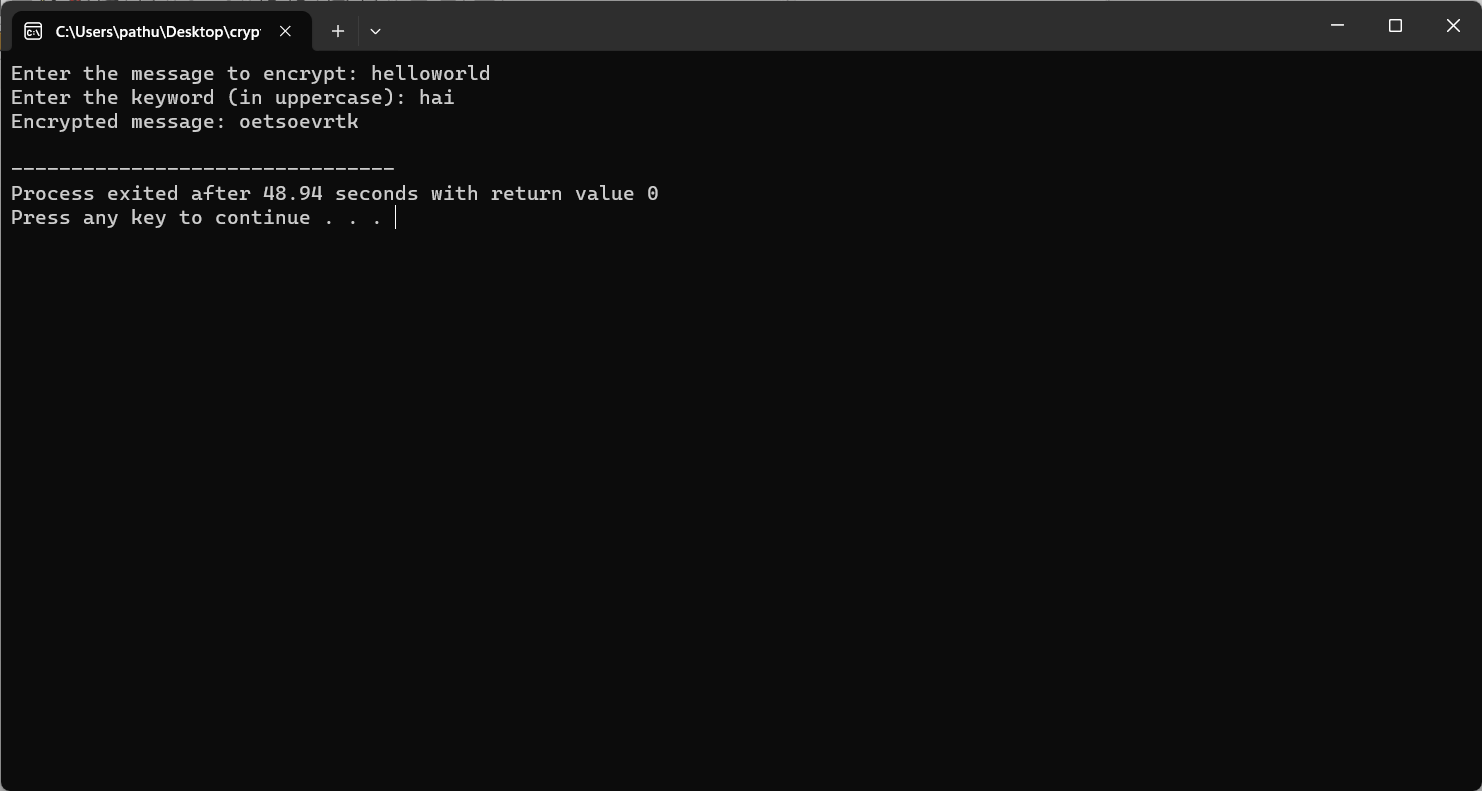 C:\Users\pathu\Desktop\cryp
Enter the message to encrypt: helloworld
Enter the keyword (in uppercase): hai
Encrypted message: oetsoevrtk
--------------------------------
Process exited after 48.94 seconds with return value 0
Press any key to continue . . .